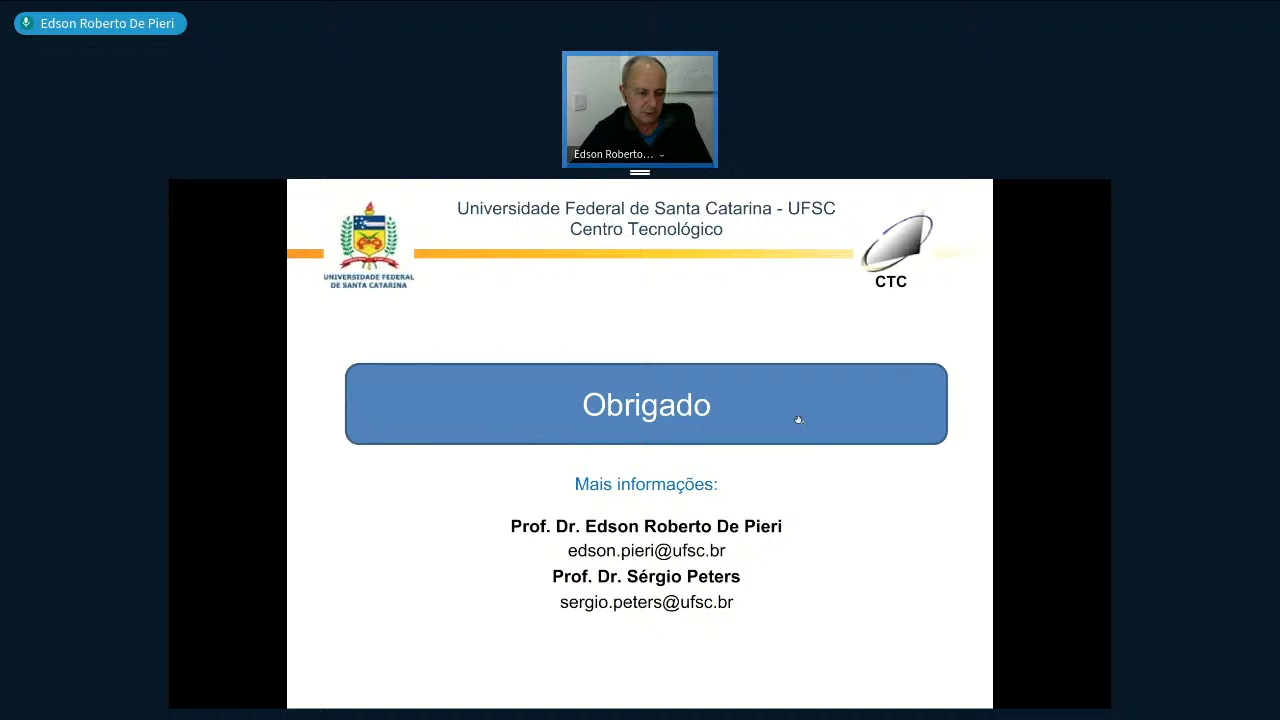 Edson Roberto De Pieri
Edson Roberto...
Universidade Federal de Santa Catarina - UFSC
Centro Tecnológico
UNIVERSIDADE FEDERAL
DE SANTA CATARINA
CTC
Obrigado
Mais informações:
Prof. Dr. Edson Roberto De Pieri
edson.pieri@ufsc.br
Prof. Dr. Sérgio Peters
sergio.peters@ufsc.br